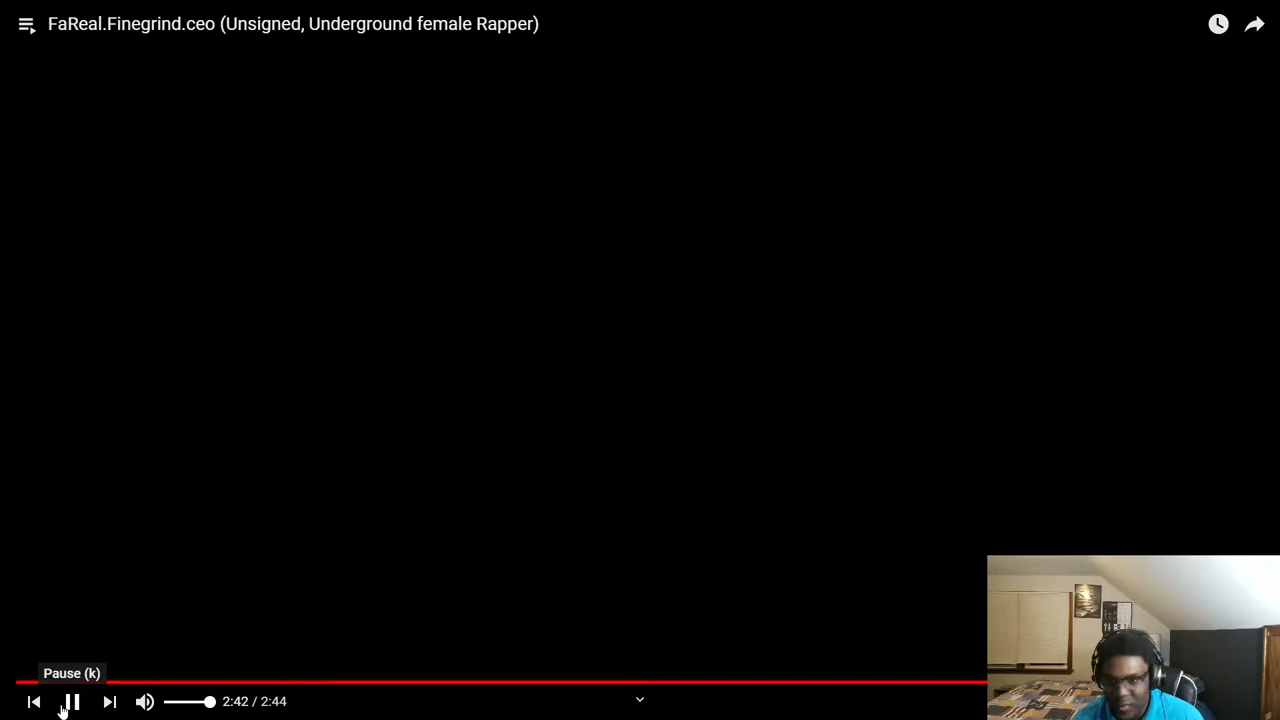 FaReal.Finegrind.ceo (Unsigned, Underground female Rapper)
Pause (k)
2:42 / 2:44